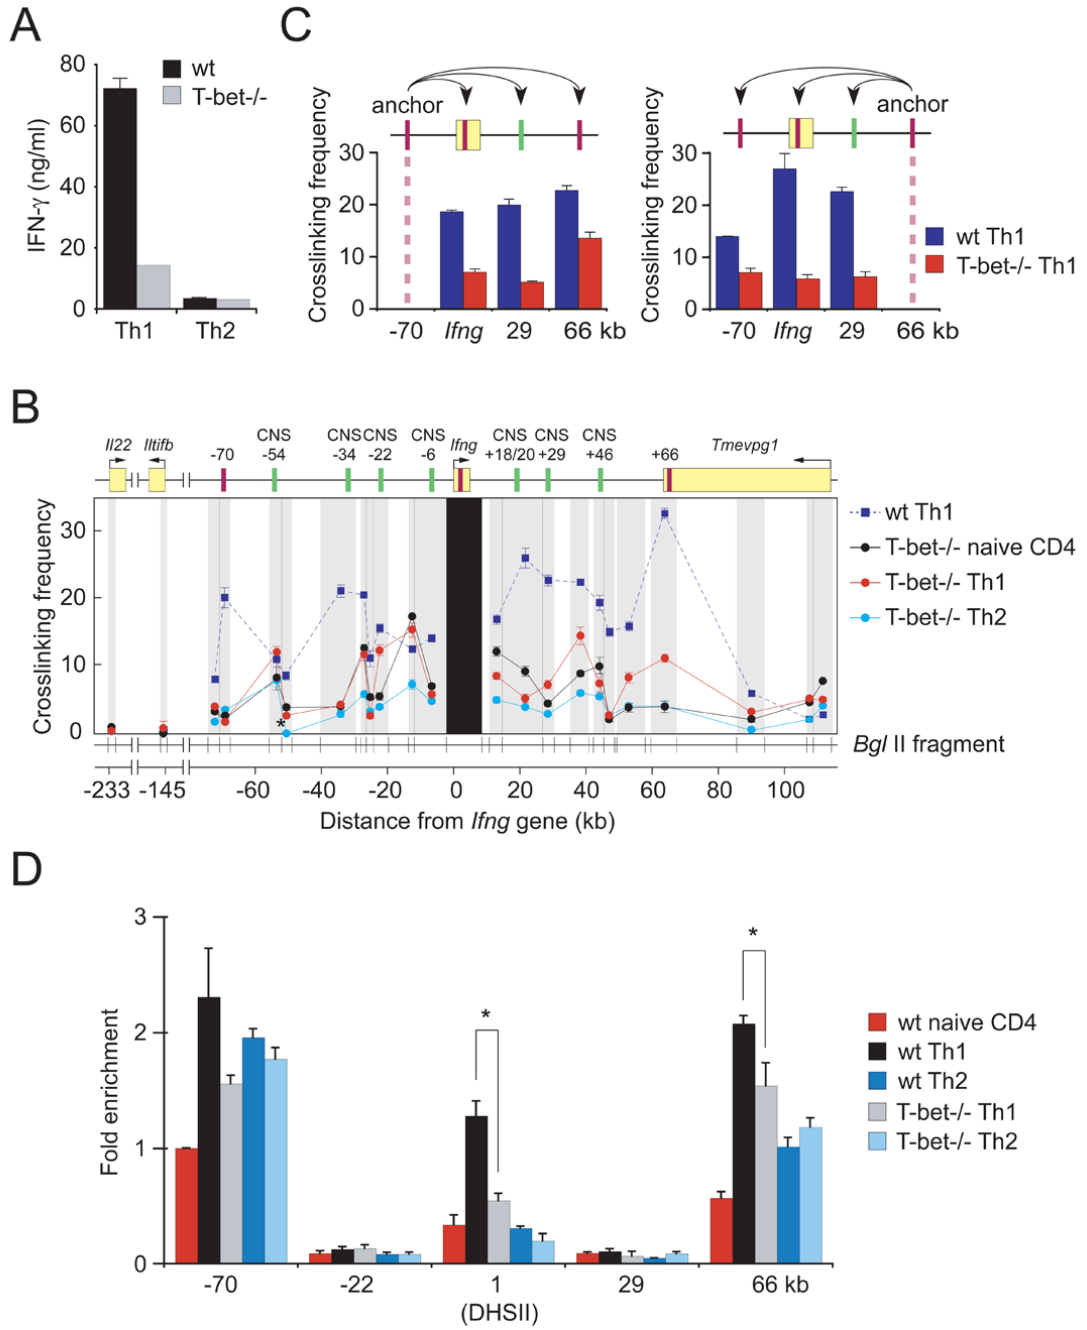 A
80
60
40
20
0
IFN-γ (ng/ml)
wt
T-bet-/-
Th1
Th2
C
anchor
Crosslinking frequency
30
20
10
0
-70
Ifng
29
66 kb
anchor
Crosslinking frequency
30
20
10
0
-70
Ifng
29
66 kb
wt Th1
T-bet-/- Th1
B
Il22
Iltifb
-70
CNS
-54
CNS
-34
CNS
-22
CNS
-6
Ifng
CNS
+18/20
CNS
+29
CNS
+46
+66
Tmevpg1
Crosslinking frequency
30
20
10
0
*
wt Th1
T-bet-/- naive CD4
T-bet-/- Th1
T-bet-/- Th2
Bgl II fragment
-233
-145
-60
-40
-20
0
20
40
60
80
100
Distance from Ifng gene (kb)
D
Fold enrichment
3
2
1
0
*
*
wt naive CD4
wt Th1
wt Th2
T-bet-/- Th1
T-bet-/- Th2
-70
-22
1
(DHSII)
29
66 kb